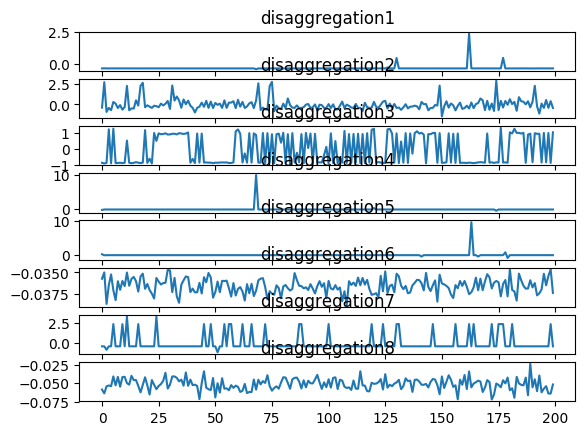 disaggregation1
2.5
0.0
disaggregation2
2.5
0.0
disaggregation3
1
0
−1
disaggregation4
10
0
disaggregation5
10
0
disaggregation6
−0.0350
−0.0375
disaggregation7
2.5
0.0
disaggregation8
−0.025
−0.050
−0.075
0 25 50 75 100 125 150 175 200